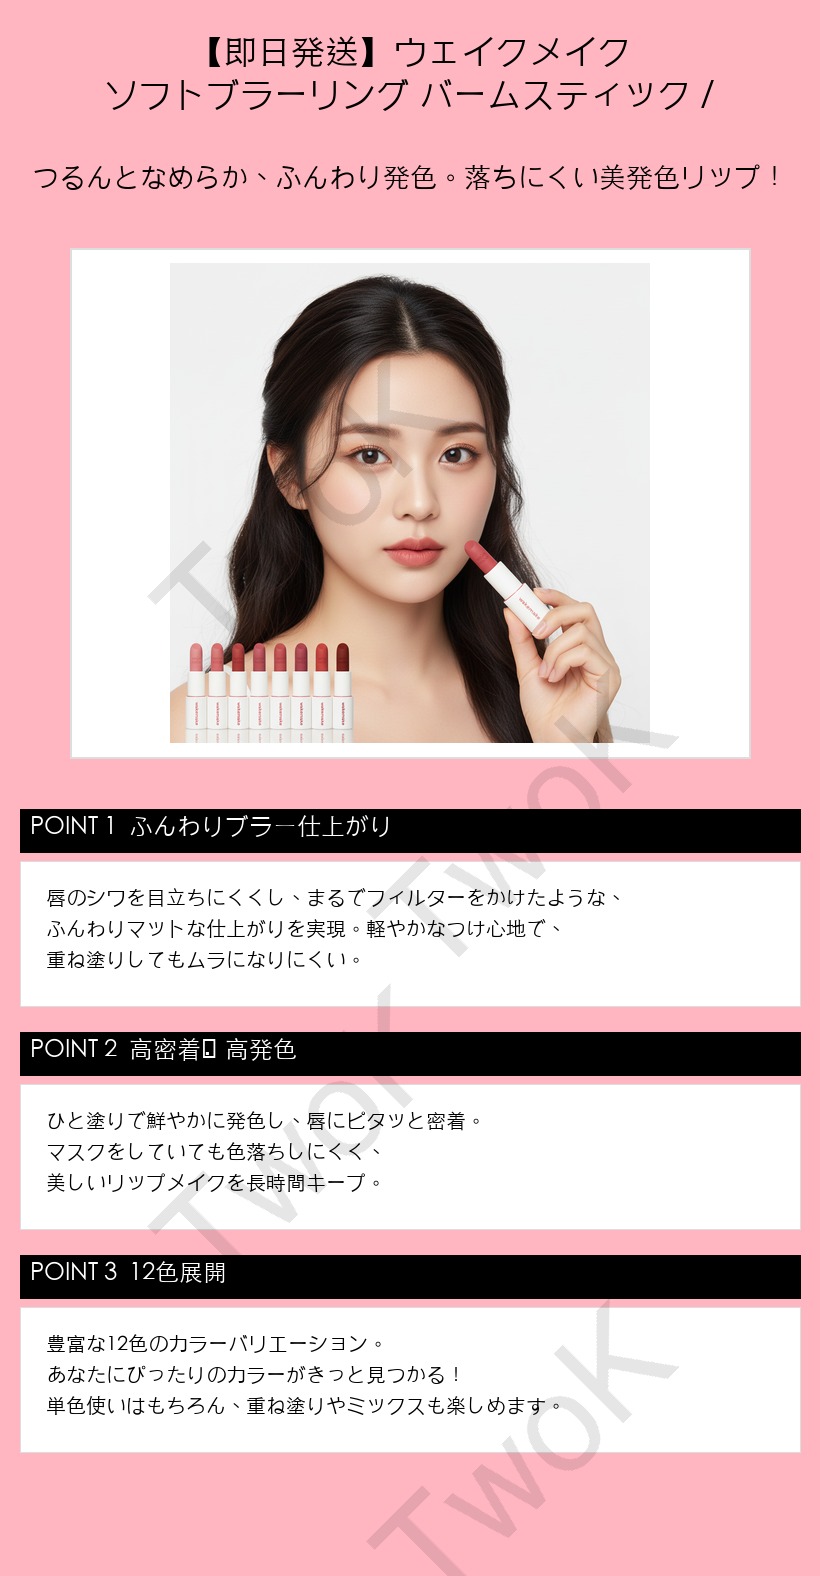 【即日発送】ウェイクメイク
ソフトブラーリング バームスティック /
つるんとなめらか、ふんわり発色。落ちにくい美発色リップ！
wakemake
TwoK
POINT 1 ふんわりブラー仕上がり
唇のシワを目立ちにくくし、まるでフィルターをかけたような、
ふんわりマットな仕上がりを実現。軽やかなつけ心地で、
重ね塗りしてもムラになりにくい。
TwoK
POINT 2 高密着 高発色
ひと塗りで鮮やかに発色し、唇にピタッと密着。
マスクをしていても色落ちしにくく、
美しいリップメイクを長時間キープ。
TwoK
POINT 3 12色展開
豊富な12色のカラーバリエーション。
あなたにぴったりのカラーがきっと見つかる！
単色使いはもちろん、重ね塗りやミックスも楽しめます。
TwoK